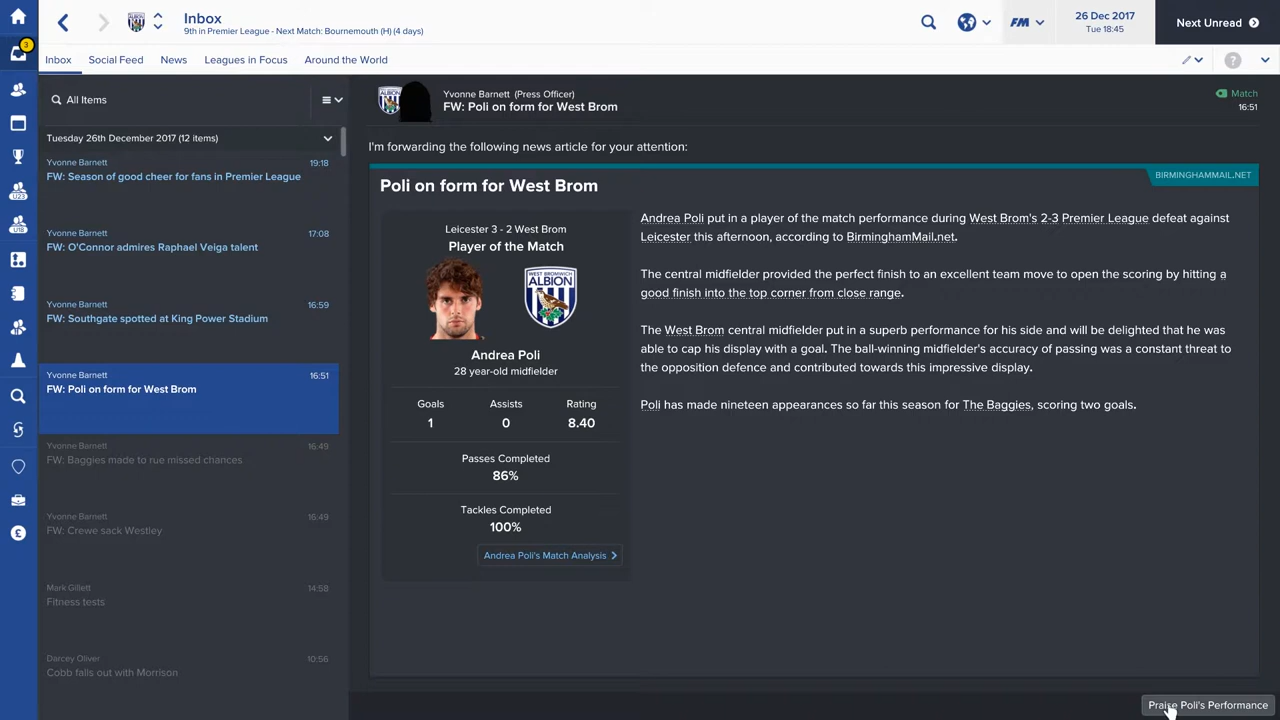 Inbox
9th in Premier League - Next Match: Bournemouth (H) (4 days)
FM
26 Dec 2017
Tue 18:45
Next Unread
3
Inbox
Social Feed
News
Leagues in Focus
Around the World
?
All Items
Tuesday 26th December 2017 (12 items)
Yvonne Barnett 19:18
FW: Season of good cheer for fans in Premier League
Yvonne Barnett 17:08
FW: O'Connor admires Raphael Veiga talent
Yvonne Barnett 16:59
FW: Southgate spotted at King Power Stadium
Yvonne Barnett 16:51
FW: Poli on form for West Brom
Yvonne Barnett 16:49
FW: Baggies made to rue missed chances
Yvonne Barnett 16:49
FW: Crewe sack Westley
Mark Gillett 14:58
Fitness tests
Darcey Oliver 10:56
Cobb falls out with Morrison
U23
U18
£
Yvonne Barnett (Press Officer)
FW: Poli on form for West Brom
Match
16:51
I'm forwarding the following news article for your attention:
Poli on form for West Brom
BIRMINGHAMMAIL.NET
Leicester 3 - 2 West Brom
Player of the Match
WEST BROMWICH
ALBION
Andrea Poli
28 year-old midfielder
Goals Assists Rating
1 0 8.40
Passes Completed
86%
Tackles Completed
100%
Andrea Poli's Match Analysis
Andrea Poli put in a player of the match performance during West Brom's 2-3 Premier League defeat against
Leicester this afternoon, according to BirminghamMail.net.
The central midfielder provided the perfect finish to an excellent team move to open the scoring by hitting a
good finish into the top corner from close range.
The West Brom central midfielder put in a superb performance for his side and will be delighted that he was
able to cap his display with a goal. The ball-winning midfielder's accuracy of passing was a constant threat to
the opposition defence and contributed towards this impressive display.
Poli has made nineteen appearances so far this season for The Baggies, scoring two goals.
Praise Poli's Performance